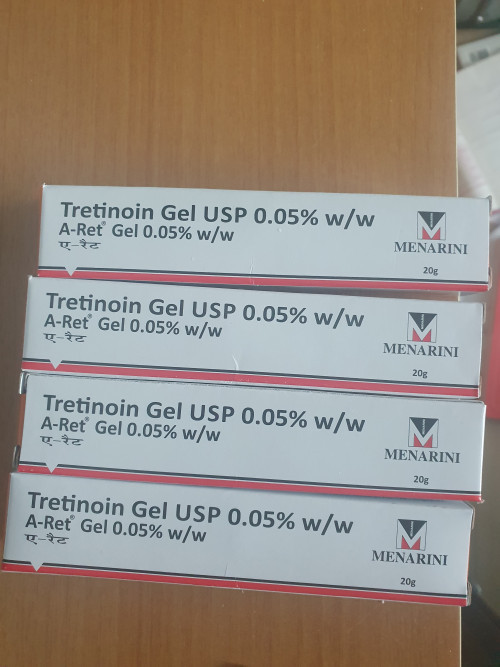 Tretinoin Gel USP 0.05% w/w
A-Ret® Gel 0.05% w/w
ए-रैट
MENARINI
20g
Tretinoin Gel USP 0.05% w/w
A-Ret® Gel 0.05% w/w
ए-रैट
MENARINI
20g
Tretinoin Gel USP 0.05% w/w
A-Ret® Gel 0.05% w/w
ए-रैट
MENARINI
20g
Tretinoin Gel USP 0.05% w/w
A-Ret® Gel 0.05% w/w
ए-रैट
MENARINI
20g